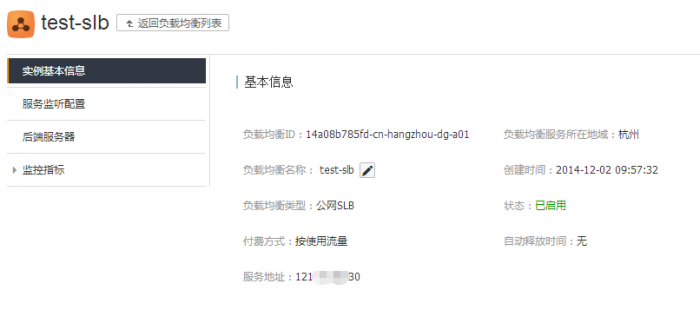 test-slb 返回负载均衡列表
实例基本信息
服务监听配置
后端服务器
监控指标
基本信息
负载均衡ID：14a08b785fd-cn-hangzhou-dg-a01 负载均衡服务所在地域：杭州
负载均衡名称： test-slb 创建时间：2014-12-02 09:57:32
负载均衡类型：公网SLB 状态：已启用
付费方式：按使用流量 自动释放时间：无
服务地址：121 30